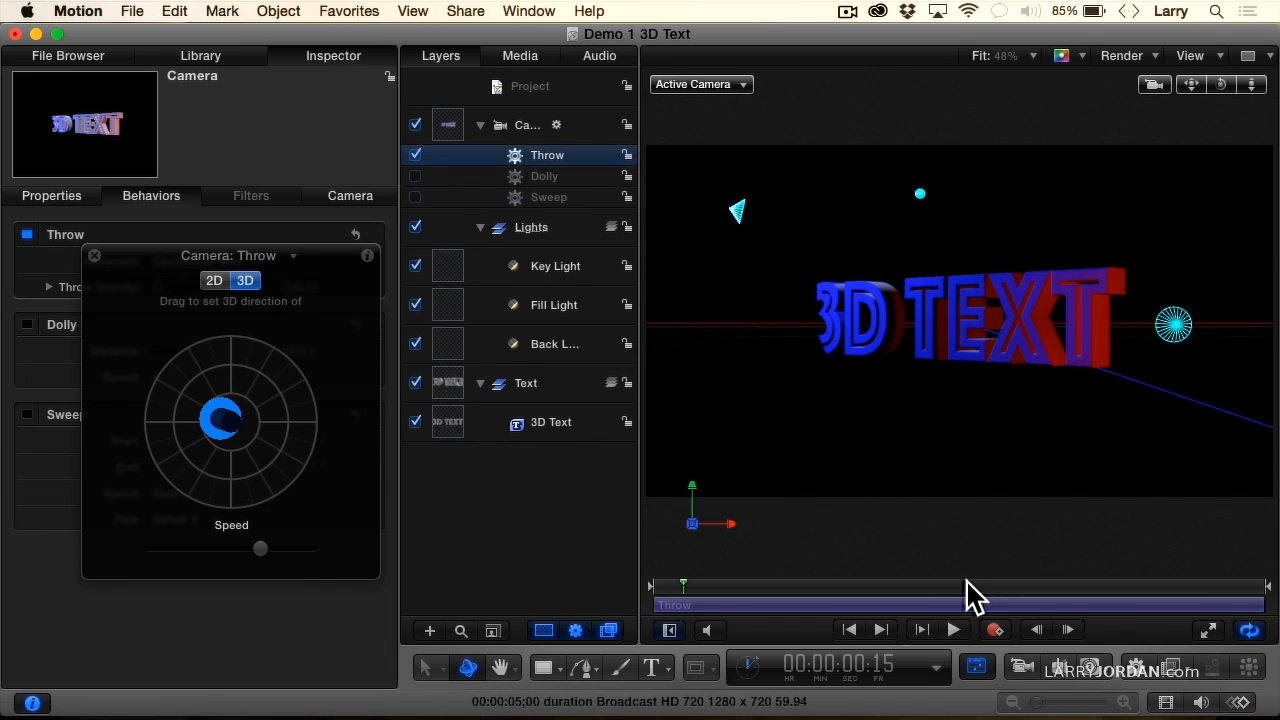 Motion File Edit Mark Object Favorites View Share Window Help 85% Larry
Demo 1 3D Text
File Browser Library Inspector
Layers Media Audio
Fit: 48% Render View
Camera
Active Camera
Project
Ca...
Throw
Dolly
Sweep
Properties Behaviors Filters Camera
Throw
Camera: Throw
2D 3D
Drag to set 3D direction of
Dolly
Sweep
Speed
Lights
Key Light
Fill Light
Back L...
Text
3D Text
3D TEXT
Throw
00:00:00:15
HR MIN SEC FR
LARRYJORDAN.com
00:00:05;00 duration Broadcast HD 720 1280 x 720 59.94